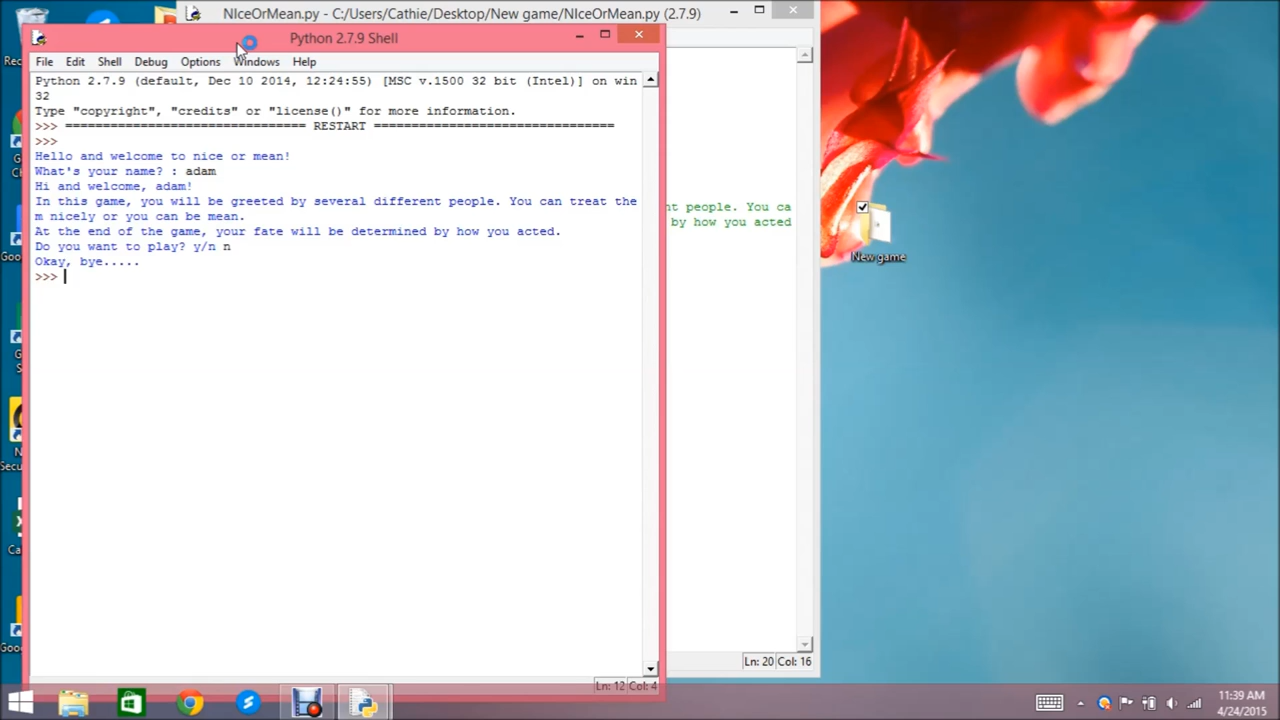 NIceOrMean.py - C:/Users/Cathie/Desktop/New game/NIceOrMean.py (2.7.9)
Python 2.7.9 Shell
File Edit Shell Debug Options Windows Help
Python 2.7.9 (default, Dec 10 2014, 12:24:55) [MSC v.1500 32 bit (Intel)] on win
32
Type "copyright", "credits" or "license()" for more information.
>>> ================================ RESTART ================================
>>>
Hello and welcome to nice or mean!
What's your name? : adam
Hi and welcome, adam!
In this game, you will be greeted by several different people. You can treat the
m nicely or you can be mean.
At the end of the game, your fate will be determined by how you acted.
Do you want to play? y/n n
Okay, bye.....
>>>
nt people. You ca
by how you acted
New game
Ln: 20 Col: 16
Ln: 12 Col: 4
11:39 AM
4/24/2015